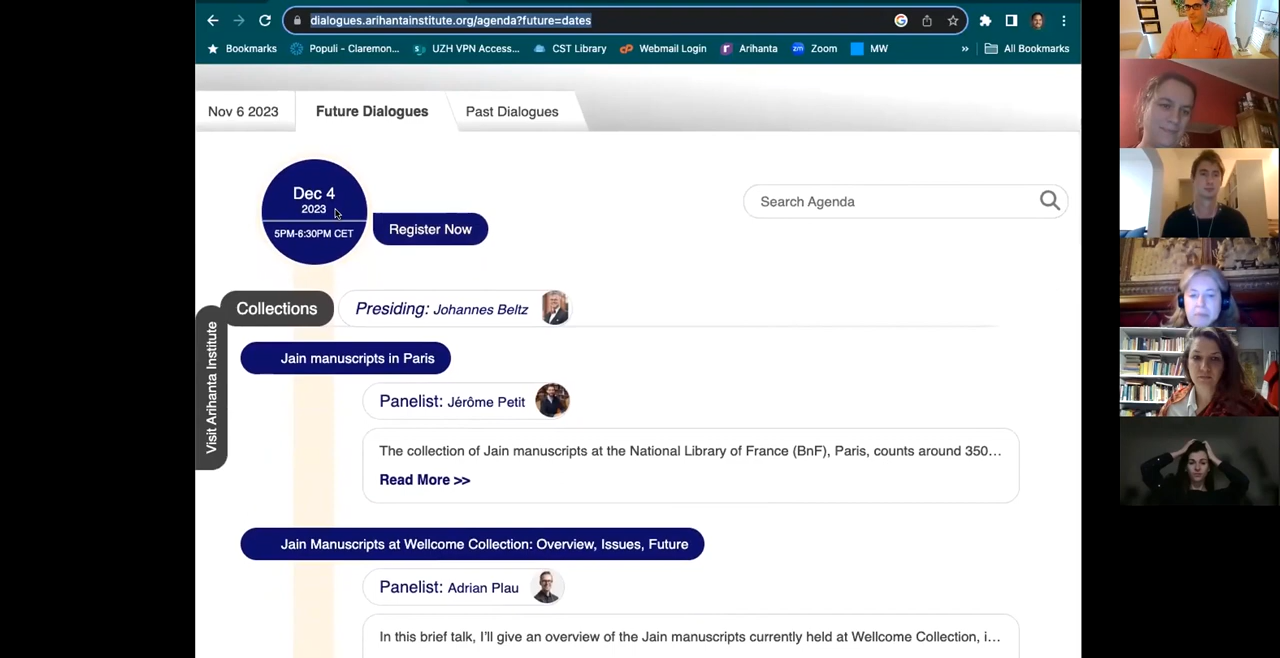 dialogues.arihantainstitute.org/agenda?future=dates
Bookmarks Populi - Claremon... UZH VPN Access... CST Library Webmail Login Arihanta Zoom MW » All Bookmarks
Nov 6 2023 Future Dialogues Past Dialogues
Dec 4
2023
5PM-6:30PM CET
Register Now
Search Agenda
Visit Arihanta Institute
Collections Presiding: Johannes Beltz
Jain manuscripts in Paris
Panelist: Jérôme Petit
The collection of Jain manuscripts at the National Library of France (BnF), Paris, counts around 350...
Read More >>
Jain Manuscripts at Wellcome Collection: Overview, Issues, Future
Panelist: Adrian Plau
In this brief talk, I'll give an overview of the Jain manuscripts currently held at Wellcome Collection, i...